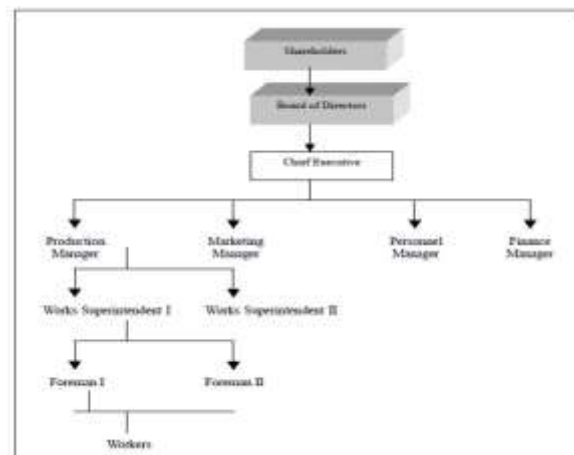 Shareholders
Board of Directors
Chief Executive
Production
Manager
Marketing
Manager
Personnel
Manager
Finance
Manager
Works Superintendent I
Works Superintendent II
Foreman I
Foreman II
Workers